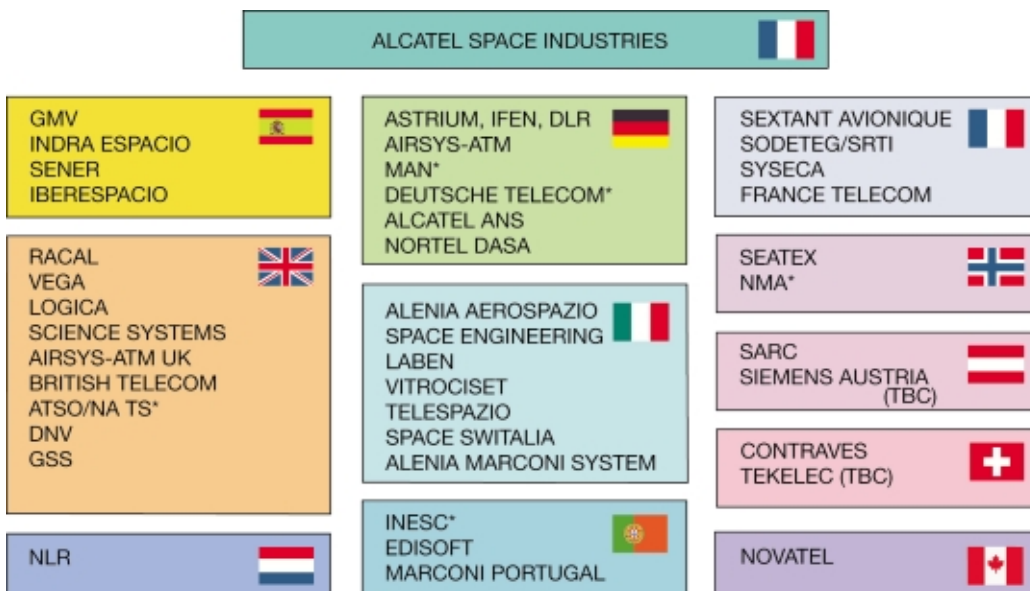 ALCATEL SPACE INDUSTRIES
GMV
INDRA ESPACIO
SENER
IBERESPACIO
RACAL
VEGA
LOGICA
SCIENCE SYSTEMS
AIRSYS-ATM UK
BRITISH TELECOM
ATSO/NA TS*
DNV
GSS
NLR
ASTRIUM, IFEN, DLR
AIRSYS-ATM
MAN*
DEUTSCHE TELECOM*
ALCATEL ANS
NORTEL DASA
ALENIA AEROSPAZIO
SPACE ENGINEERING
LABEN
VITROCISET
TELESPAZIO
SPACE SWITALIA
ALENIA MARCONI SYSTEM
INESC*
EDISOFT
MARCONI PORTUGAL
SEXTANT AVIONIQUE
SODETEG/SRTI
SYSECA
FRANCE TELECOM
SEATEX
NMA*
SARC
SIEMENS AUSTRIA
(TBC)
CONTRAVES
TEKELEC (TBC)
NOVATEL